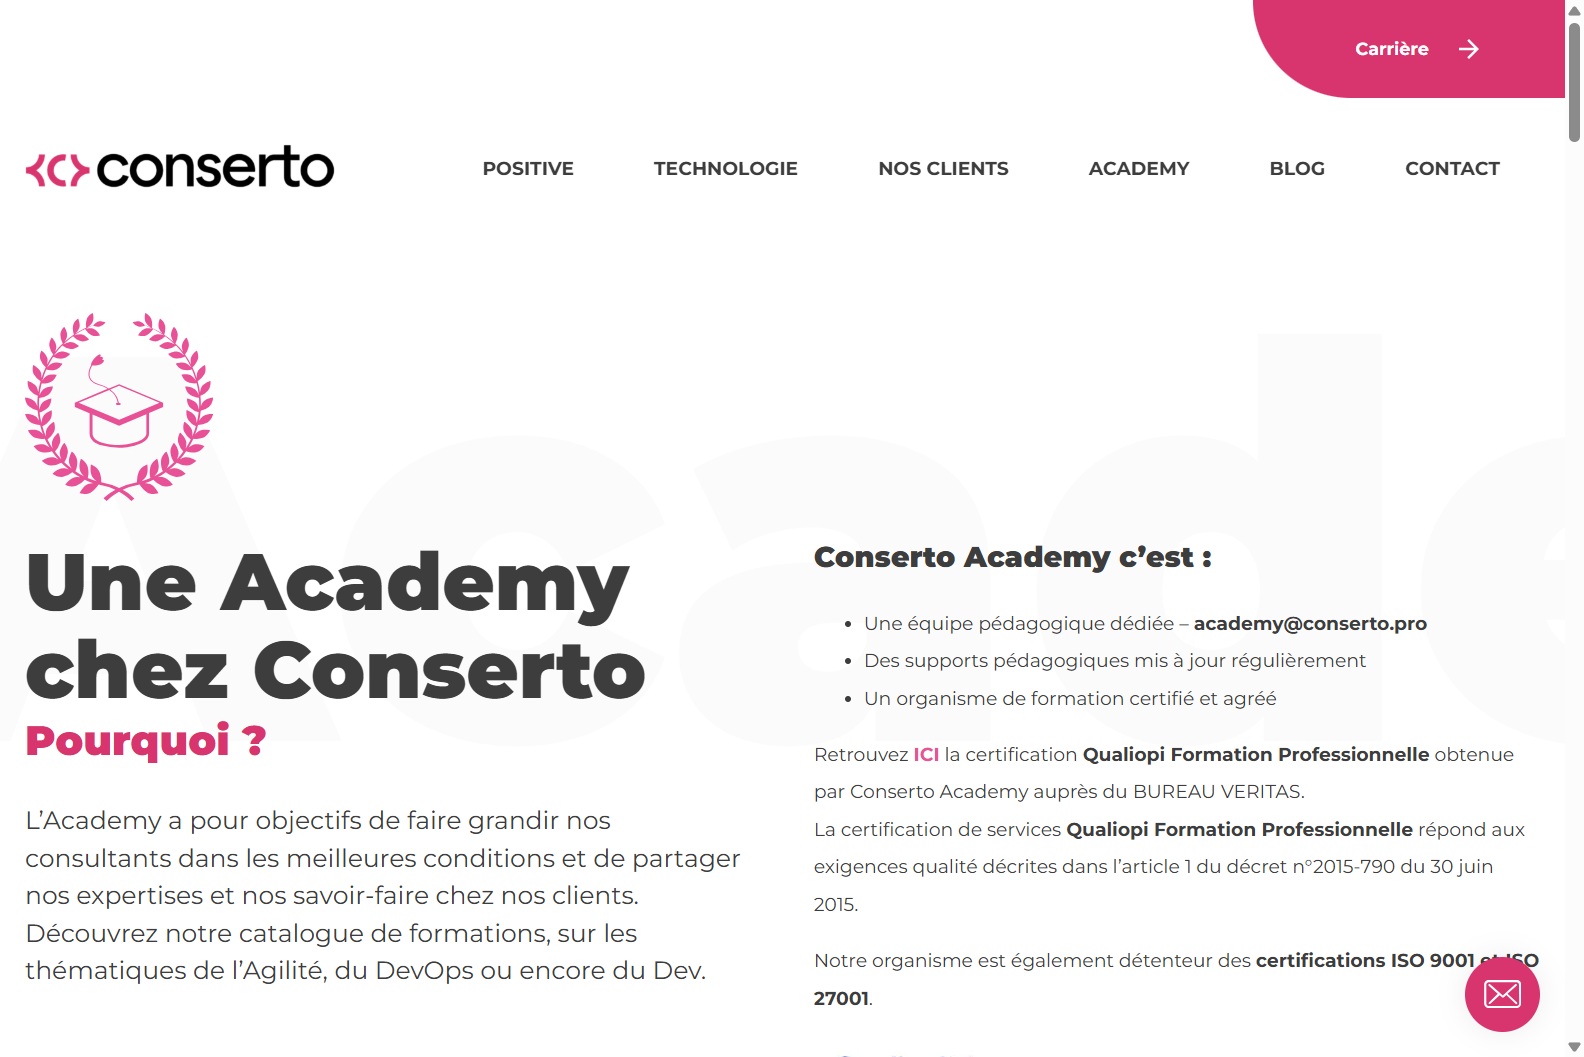 Carrière
conserto
POSITIVE
TECHNOLOGIE
NOS CLIENTS
ACADEMY
BLOG
CONTACT
Acade
Une Academy
chez Conserto
Pourquoi ?
L’Academy a pour objectifs de faire grandir nos
consultants dans les meilleures conditions et de partager
nos expertises et nos savoir-faire chez nos clients.
Découvrez notre catalogue de formations, sur les
thématiques de l’Agilité, du DevOps ou encore du Dev.
Conserto Academy c’est :
Une équipe pédagogique dédiée – academy@conserto.pro
Des supports pédagogiques mis à jour régulièrement
Un organisme de formation certifié et agréé
Retrouvez ICI la certification Qualiopi Formation Professionnelle obtenue
par Conserto Academy auprès du BUREAU VERITAS.
La certification de services Qualiopi Formation Professionnelle répond aux
exigences qualité décrites dans l’article 1 du décret n°2015-790 du 30 juin
2015.
Notre organisme est également détenteur des certifications ISO 9001 et ISO
27001.